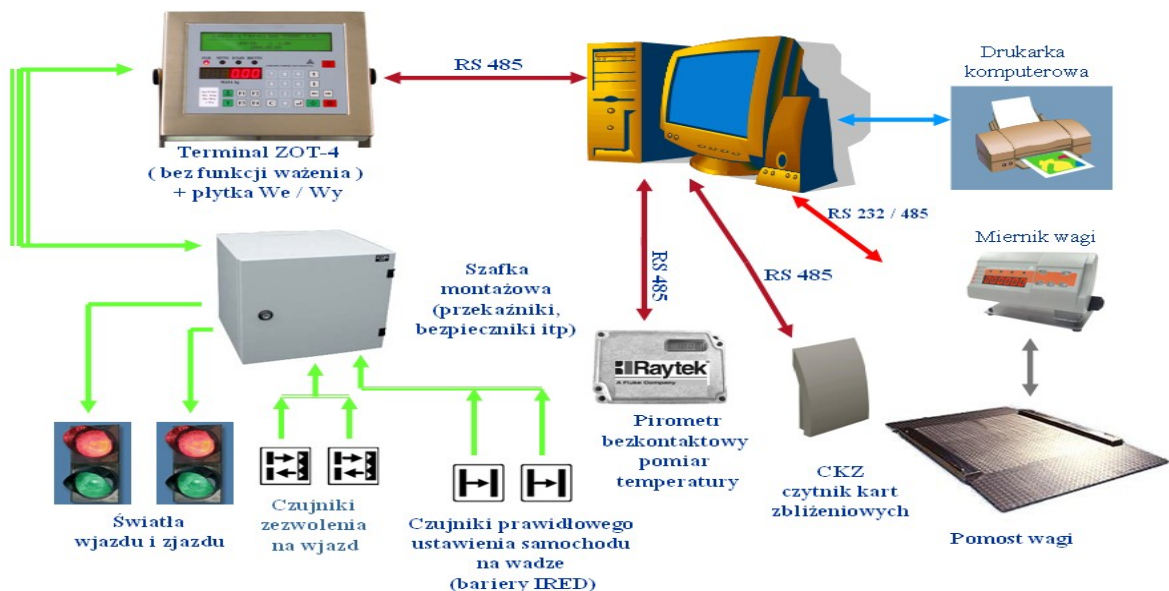 RS 485
Drukarka
komputerowa
Terminal ZOT-4
( bez funkcji ważenia )
+ płytka We / Wy
RS 232 / 485
Miernik wagi
Szafka
montażowa
(przekaźniki,
bezpieczniki itp)
RS 485
RS 485
Raytek
A Fluke Company
Pirometr
bezkontaktowy
pomiar
temperatury
CKZ
czytnik kart
zbliżeniowych
Pomost wagi
Światła
wjazdu i zjazdu
Czujniki
zezwolenia
na wjazd
Czujniki prawidlowego
ustawienia samochodu
na wadze
(bariery IRED)